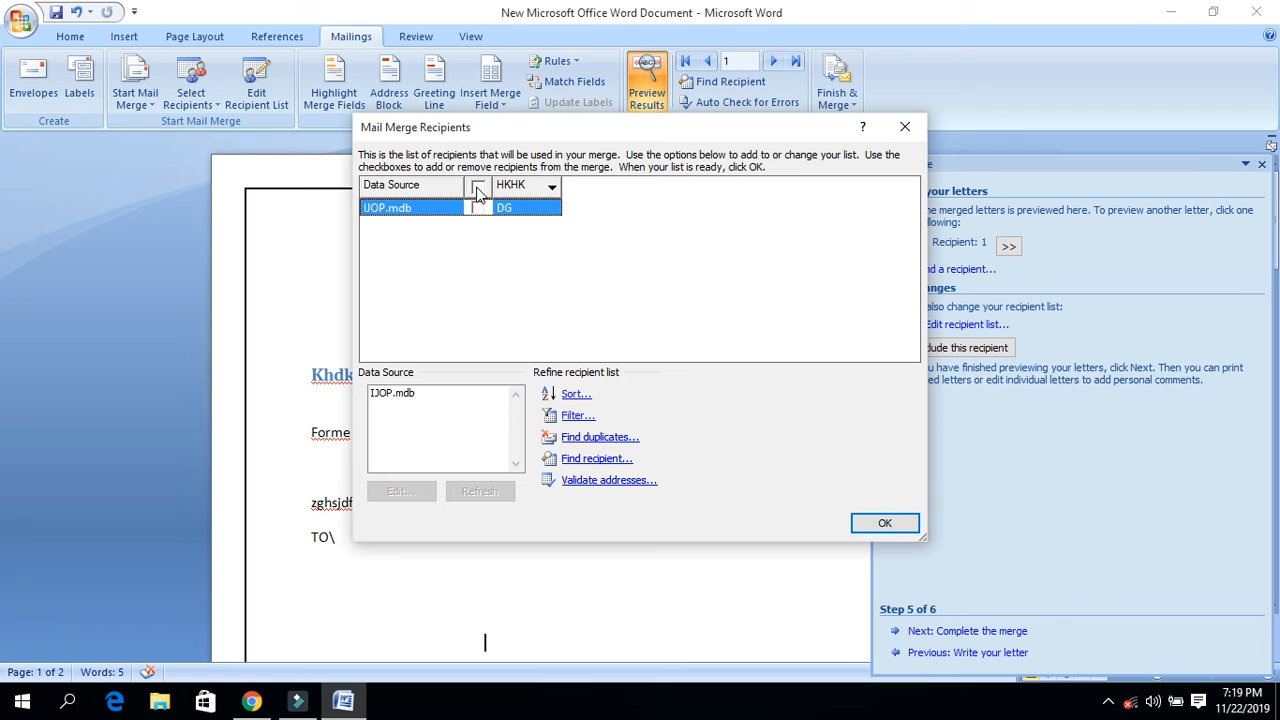 New Microsoft Office Word Document - Microsoft Word
Home Insert Page Layout References Mailings Review View
Envelopes Labels Start Mail Merge Select Recipients Edit Recipient List Highlight Merge Fields Address Block Greeting Line Insert Merge Field Rules Match Fields Update Labels ABC Preview Results 1 Find Recipient Auto Check for Errors Finish & Merge
Create Start Mail Merge
Mail Merge Recipients
This is the list of recipients that will be used in your merge. Use the options below to add to or change your list. Use the
checkboxes to add or remove recipients from the merge. When your list is ready, click OK.
Data Source HKHK
IJOP.mdb DG
Data Source
IJOP.mdb
Edit... Refresh
Refine recipient list
Sort...
Filter...
Find duplicates...
Find recipient...
Validate addresses...
OK
Khdk
Forme
zghsjdf
TO\
your letters
merged letters is previewed here. To preview another letter, click one
following:
Recipient: 1 >>
a recipient...
also change your recipient list:
Edit recipient list...
this recipient
have finished previewing your letters, click Next. Then you can print
letters or edit individual letters to add personal comments.
Step 5 of 6
Next: Complete the merge
Previous: Write your letter
Page: 1 of 2 Words: 5
7:19 PM
11/22/2019